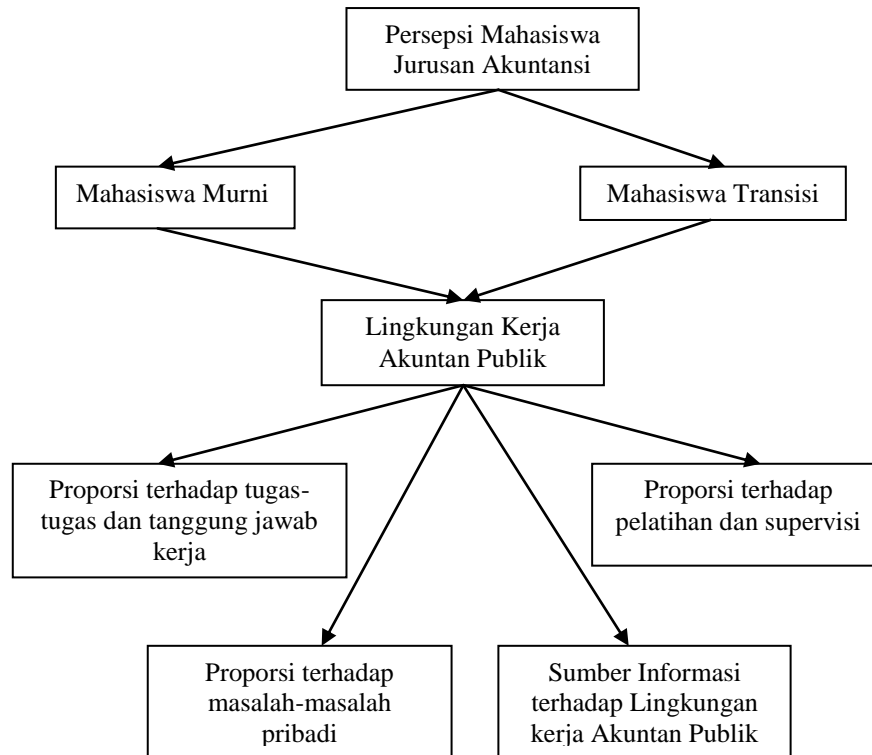 Persepsi Mahasiswa
Jurusan Akuntansi
Mahasiswa Murni
Mahasiswa Transisi
Lingkungan Kerja
Akuntan Publik
Proporsi terhadap tugas-
tugas dan tanggung jawab
kerja
Proporsi terhadap
pelatihan dan supervisi
Proporsi terhadap
masalah-masalah
pribadi
Sumber Informasi
terhadap Lingkungan
kerja Akuntan Publik